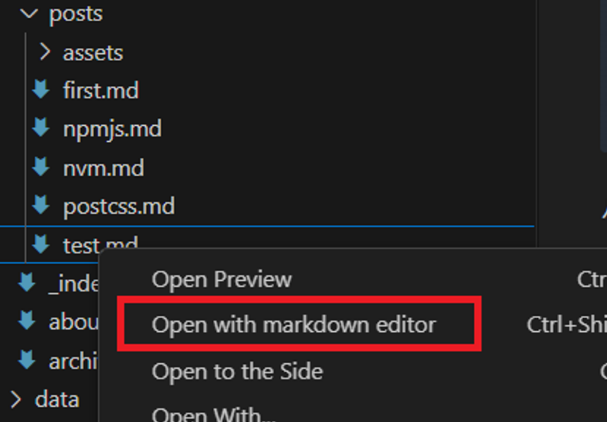 posts
assets
first.md
npmjs.md
nvm.md
postcss.md
test.md
_inde
Open Preview
Ctr
abou
Open with markdown editor
Ctrl+Shi
archi
Open to the Side
C
data
Open With...